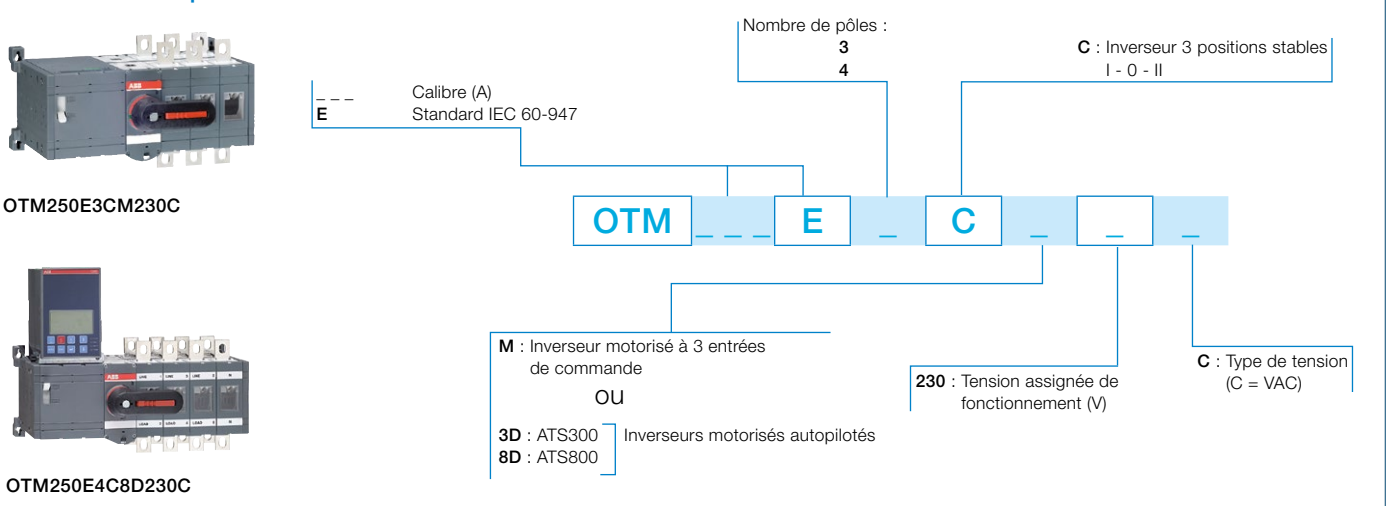 Nombre de pôles :
3
4
C : Inverseur 3 positions stables
I - 0 - II
_ _ _ Calibre (A)
E Standard IEC 60-947
ABB
OTM250E3CM230C
OTM _ _ _ E _ C _ _ _
M : Inverseur motorisé à 3 entrées
de commande
ou
3D : ATS300
8D : ATS800
Inverseurs motorisés autopilotés
230 : Tension assignée de
fonctionnement (V)
C : Type de tension
(C = VAC)
ABB
OTM250E4C8D230C